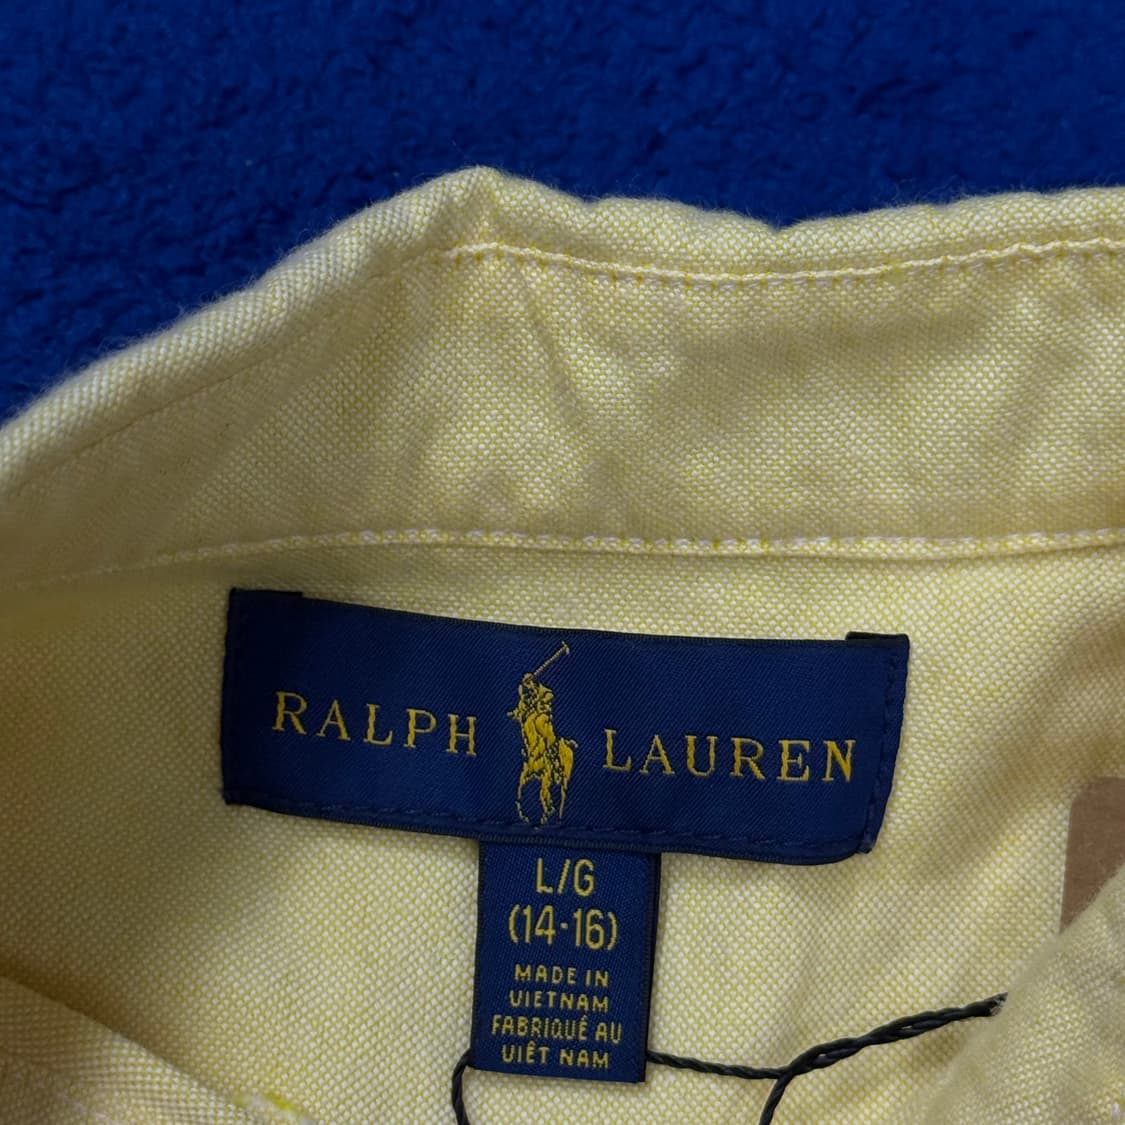 RALPH LAUREN
L/G
(14-16)
MADE IN
VIETNAM
FABRIQUÉ AU
VIÊT NAM